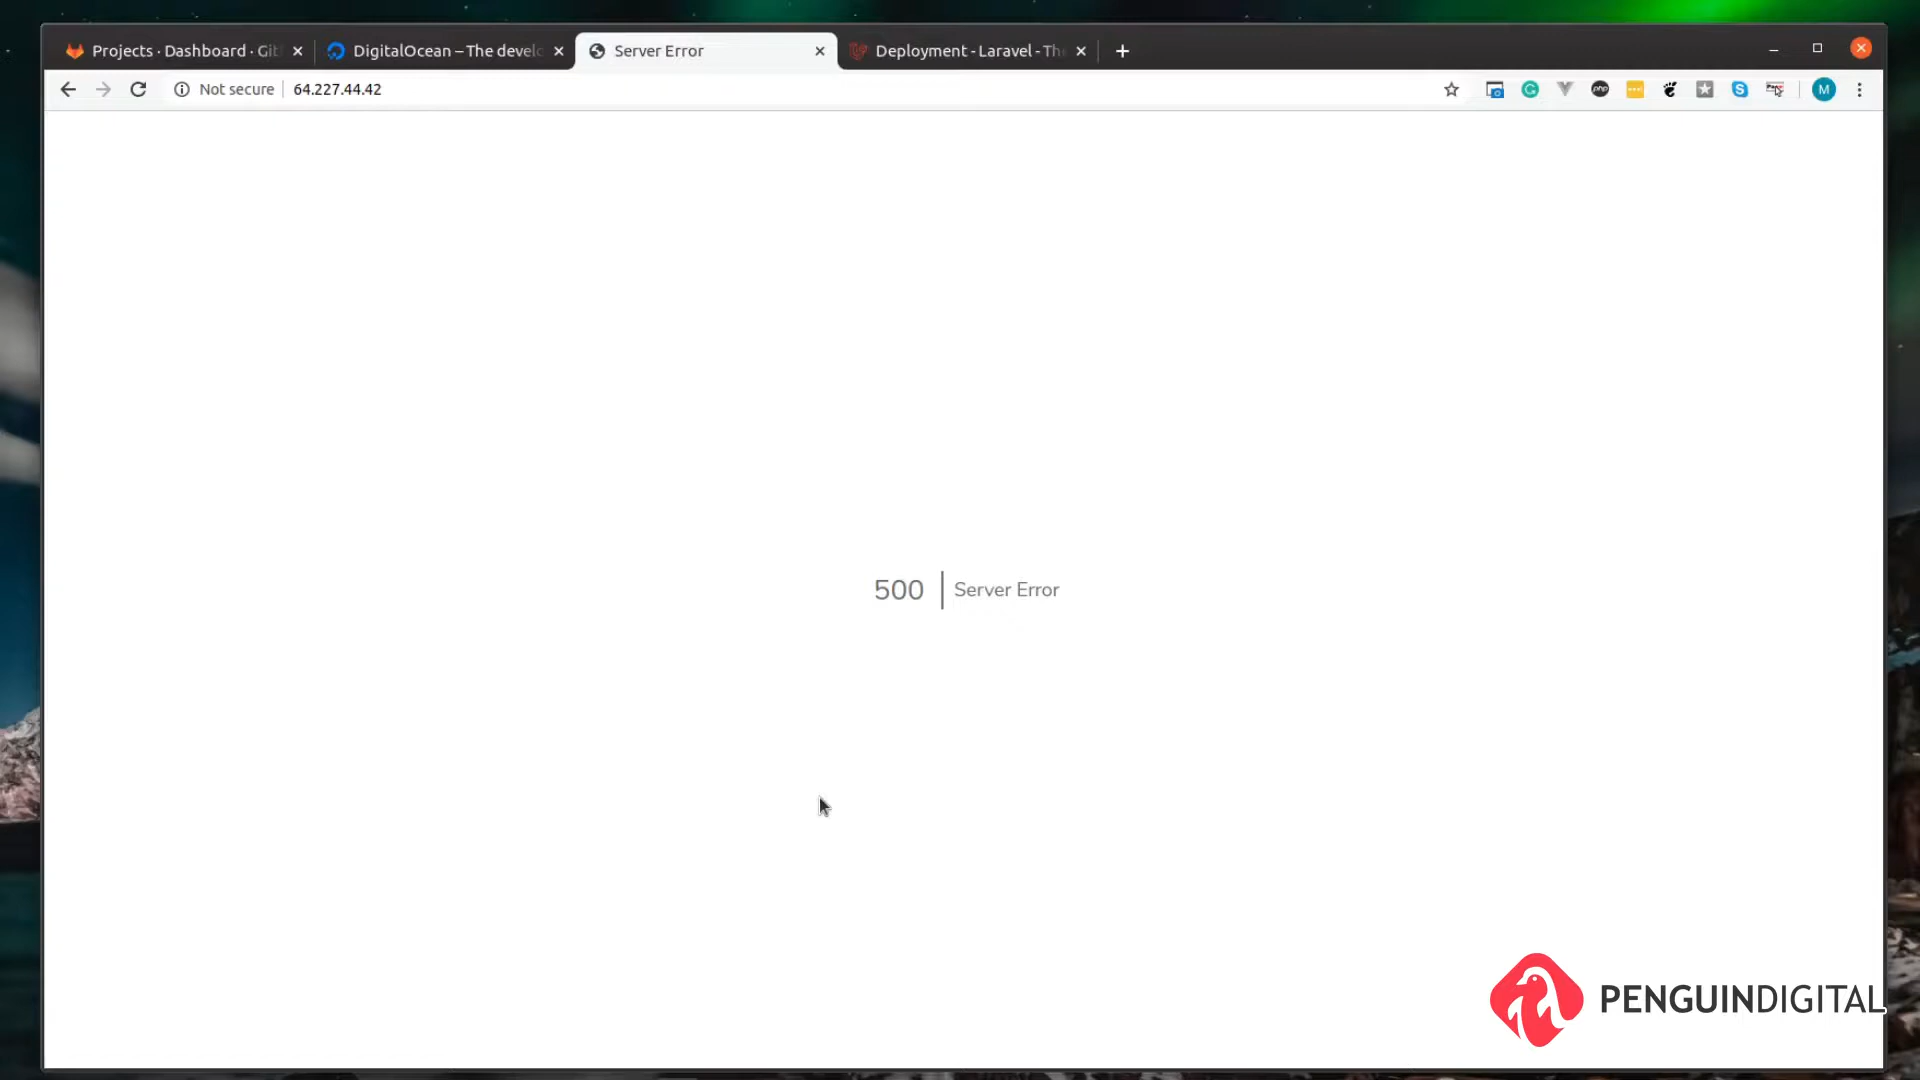 Projects · Dashboard · Git
DigitalOcean – The develo
Server Error
Deployment - Laravel - The
Not secure
64.227.44.42
php
M
500
Server Error
PENGUINDIGITAL